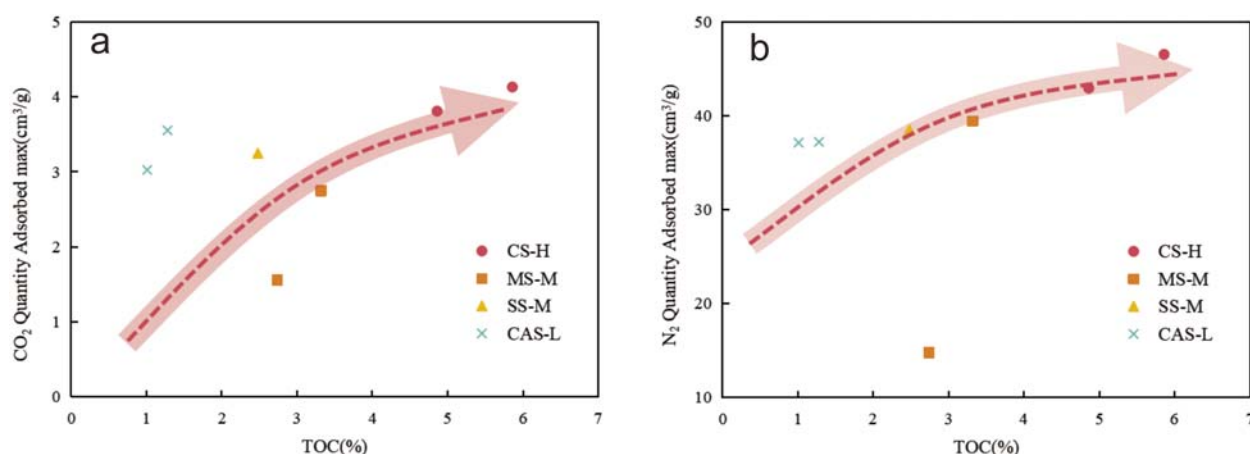 a
CO₂ Quantity Adsorbed max(cm³/g)
5
4
3
2
1
0
0 1 2 3 4 5 6 7
TOC(%)
CS-H
MS-M
SS-M
CAS-L
b
N₂ Quantity Adsorbed max(cm³/g)
50
40
30
20
10
0 1 2 3 4 5 6 7
TOC(%)
CS-H
MS-M
SS-M
CAS-L